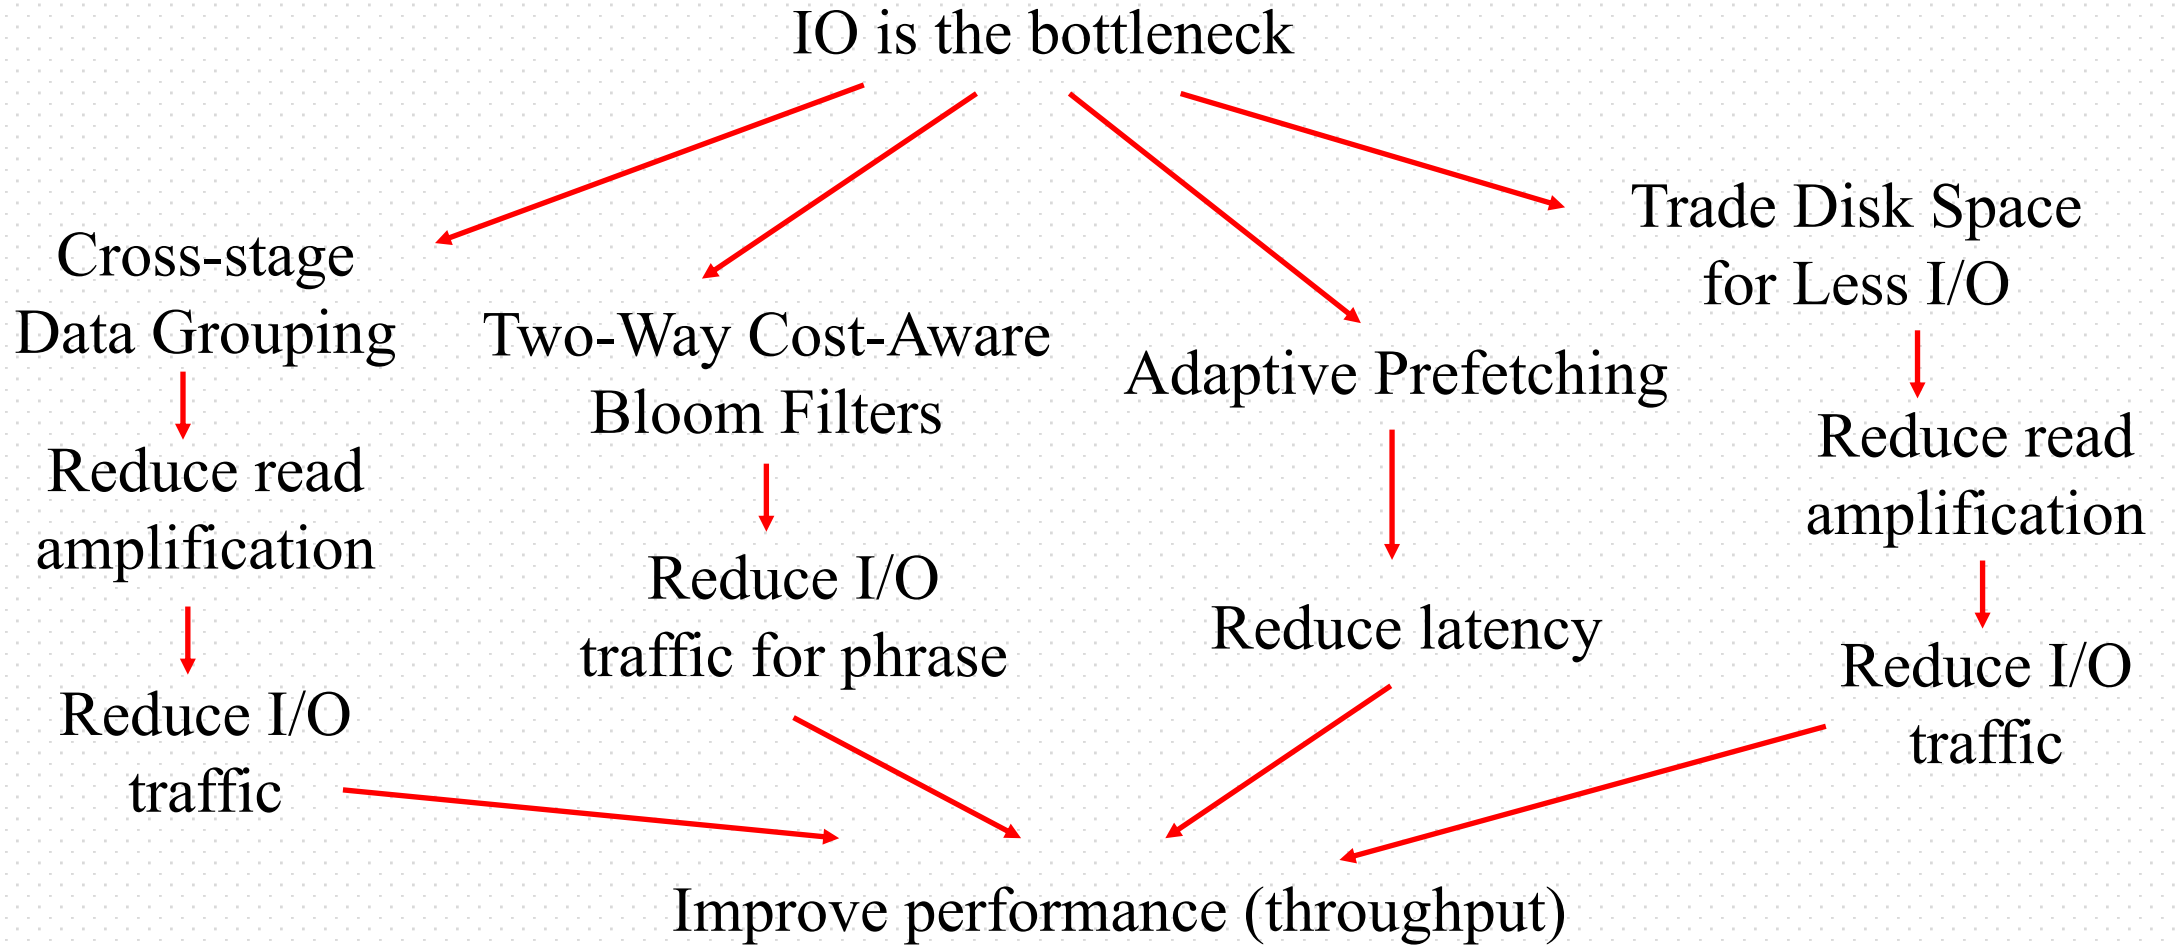 IO is the bottleneck
Cross-stage
Data Grouping
Reduce read
amplification
Reduce I/O
traffic
Two-Way Cost-Aware
Bloom Filters
Reduce I/O
traffic for phrase
Adaptive Prefetching
Reduce latency
Trade Disk Space
for Less I/O
Reduce read
amplification
Reduce I/O
traffic
Improve performance (throughput)